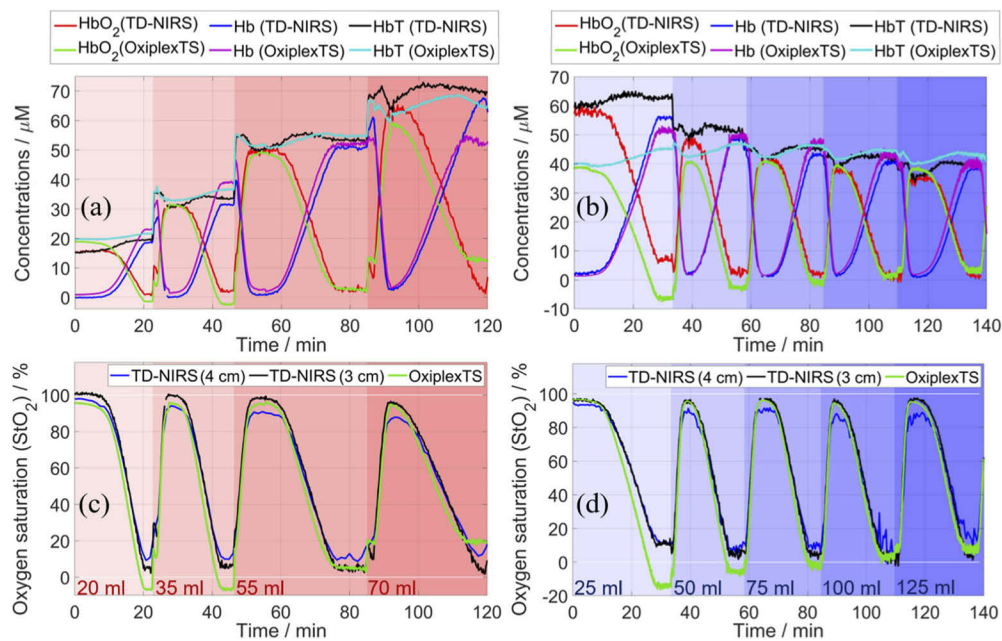 HbO2(TD-NIRS) Hb (TD-NIRS) HbT (TD-NIRS)
HbO2(OxiplexTS) Hb (OxiplexTS) HbT (OxiplexTS)
70
60
50
40
30
20
10
0
Concentrations / μM
(a)
0 20 40 60 80 100 120
Time / min
HbO2(TD-NIRS) Hb (TD-NIRS) HbT (TD-NIRS)
HbO2(OxiplexTS) Hb (OxiplexTS) HbT (OxiplexTS)
70
60
50
40
30
20
10
0
-10
Concentrations / μM
(b)
0 20 40 60 80 100 120 140
Time / min
TD-NIRS (4 cm) TD-NIRS (3 cm) OxiplexTS
100
80
60
40
20
0
Oxygen saturation (StO2) / %
(c)
20 ml 35 ml 55 ml 70 ml
0 20 40 60 80 100 120
Time / min
TD-NIRS (4 cm) TD-NIRS (3 cm) OxiplexTS
100
80
60
40
20
0
-20
Oxygen saturation (StO2) / %
(d)
25 ml 50 ml 75 ml 100 ml 125 ml
0 20 40 60 80 100 120 140
Time / min